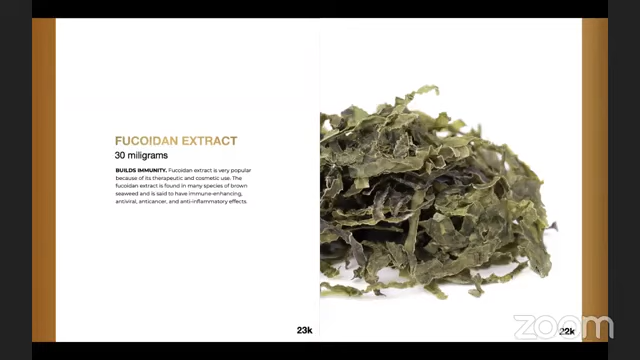 FUCOIDAN EXTRACT
30 miligrams
BUILDS IMMUNITY. Fucoidan extract is very popular
because of its therapeutic and cosmetic use. The
fucoidan extract is found in many species of brown
seaweed and is said to have immune-enhancing,
antiviral, anticancer, and anti-inflammatory effects.
23k
22k
zoom